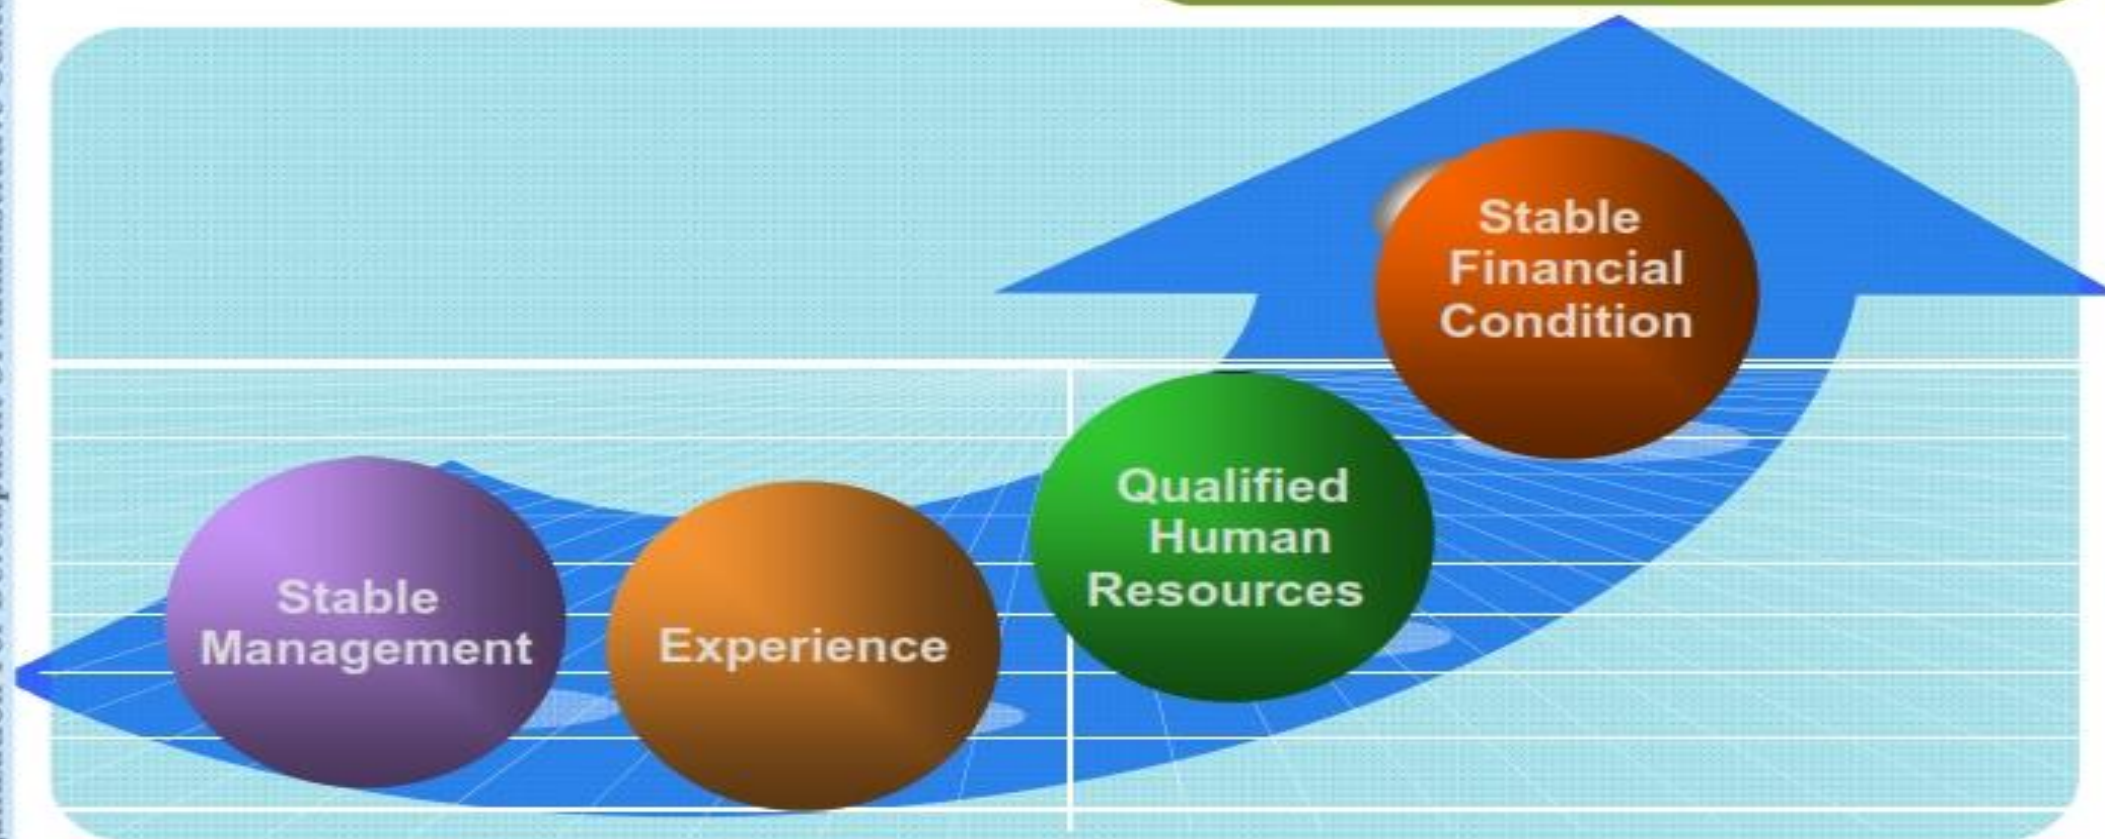 Stable
Management
Experience
Qualified
Human
Resources
Stable
Financial
Condition